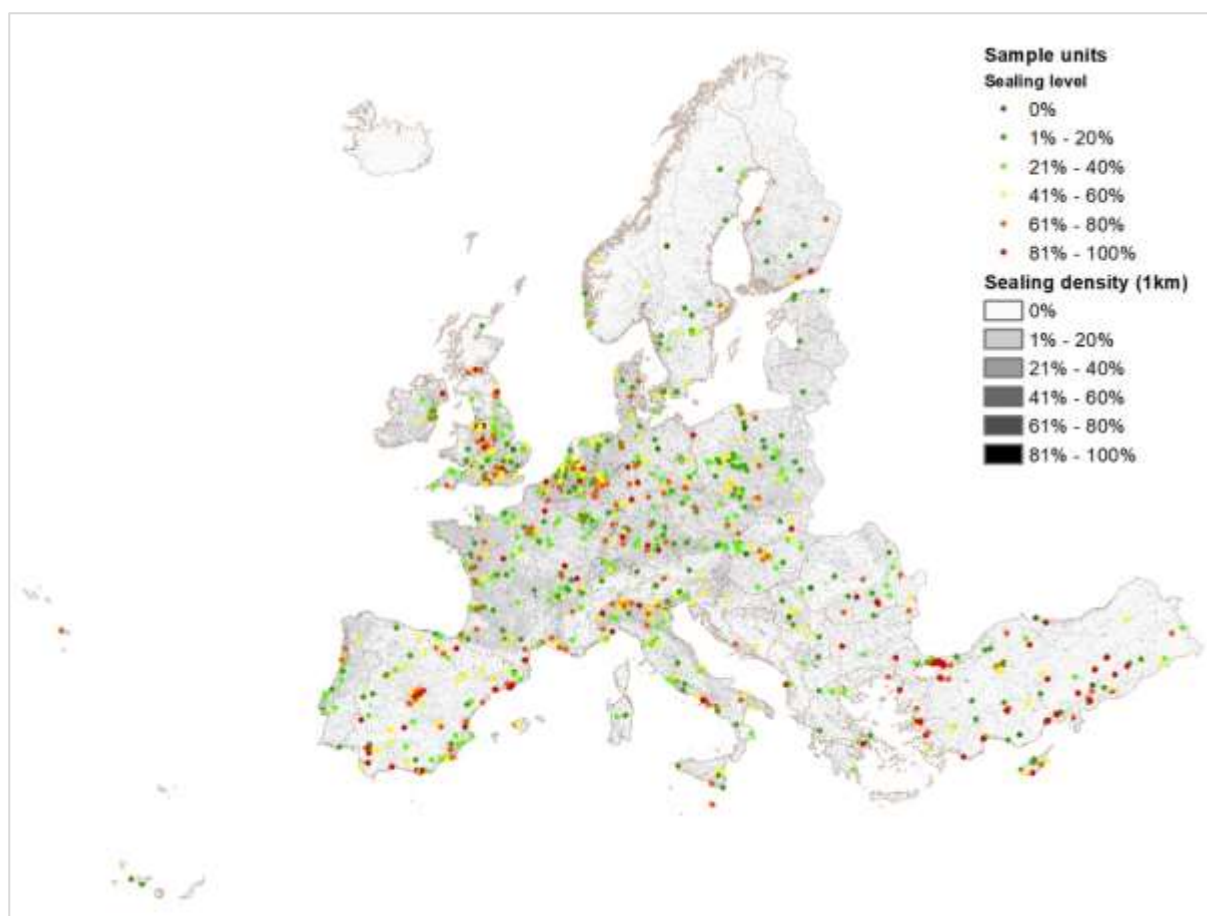 Sample units
Sealing level
0%
1% - 20%
21% - 40%
41% - 60%
61% - 80%
81% - 100%
Sealing density (1km)
0%
1% - 20%
21% - 40%
41% - 60%
61% - 80%
81% - 100%